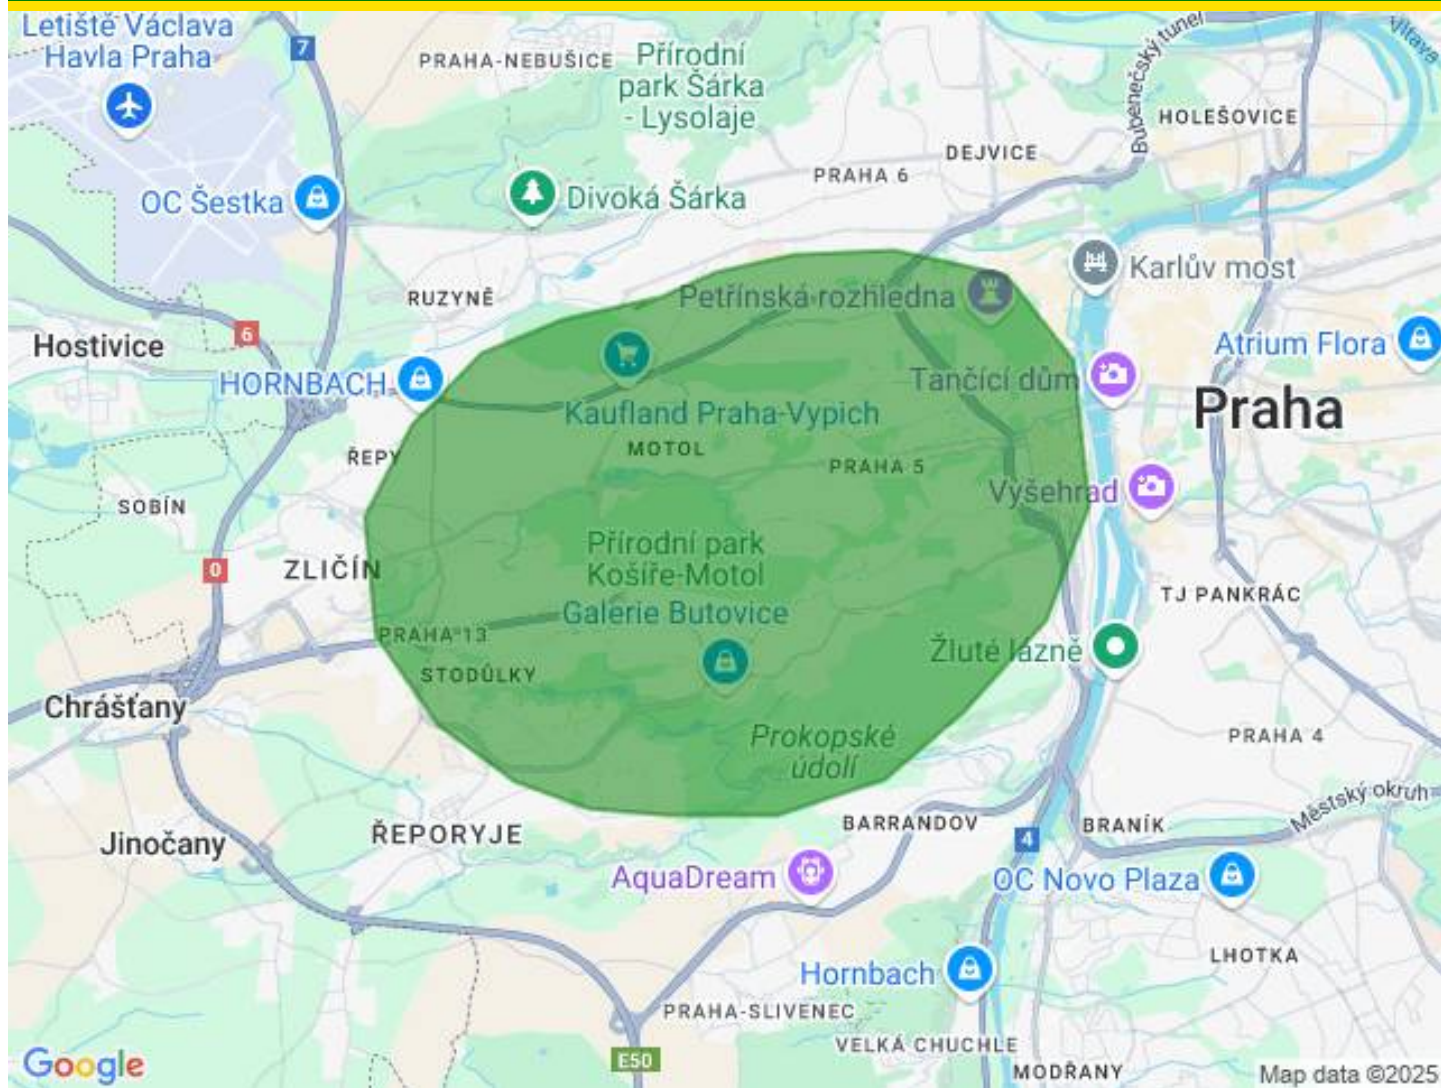 Letiště Václava
Havla Praha
7
PRAHA-NEBUŠICE
Přírodní
park Šárka
- Lysolaje
Bubenečský tunel
Vltava
HOLEŠOVICE
DEJVICE
PRAHA 6
OC Šestka
Divoká Šárka
Karlův most
RUZYNĚ
Petřínská rozhledna
6
Hostivice
Atrium Flora
HORNBACH
Tančící dům
Praha
Kaufland Praha-Vypich
MOTOL
ŘEPY
PRAHA 5
SOBÍN
Vyšehrad
Přírodní park
Košíře-Motol
0
ZLIČÍN
TJ PANKRÁC
Galerie Butovice
PRAHA 13
Žluté lázně
STODŮLKY
Chrášťany
Prokopské
údolí
PRAHA 4
Městský okruh
BARRANDOV
BRANÍK
4
ŘEPORYJE
Jinočany
AquaDream
OC Novo Plaza
LHOTKA
Hornbach
PRAHA-SLIVENEC
VELKÁ CHUCHLE
E50
MODŘANY
Google
Map data ©2025